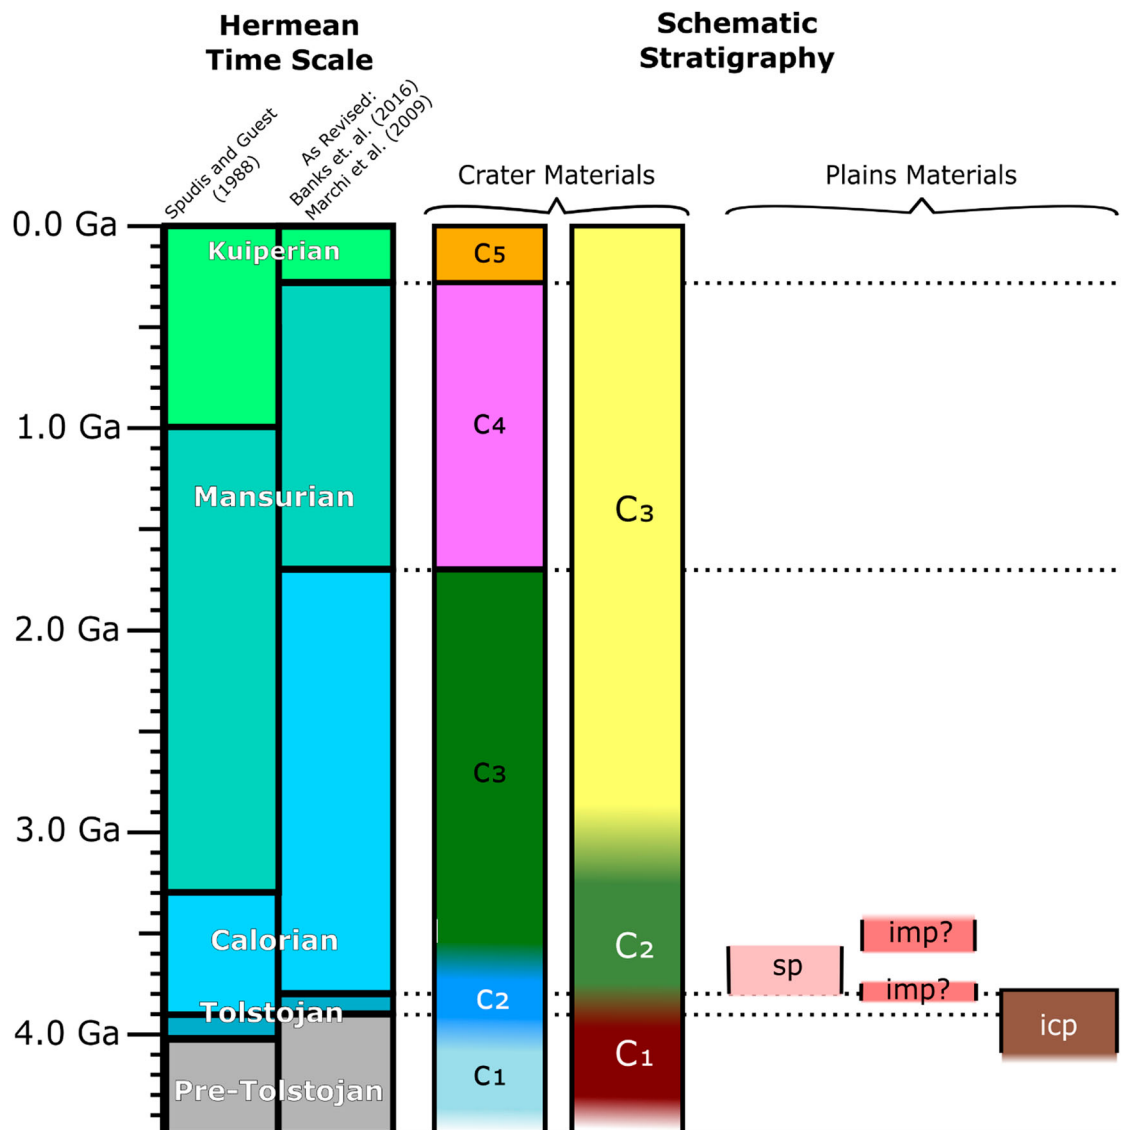 Hermean
Time Scale
Schematic
Stratigraphy
Spudis and Guest
(1988)
As Revised:
Banks et. al. (2016)
Marchi et al. (2009)
Crater Materials
Plains Materials
0.0 Ga
Kuiperian
C5
1.0 Ga
C4
Mansurian
C3
2.0 Ga
C3
3.0 Ga
Calorian
C2
imp?
sp
imp?
Tolstojan
C2
4.0 Ga
icp
C1
Pre-Tolstojan
C1